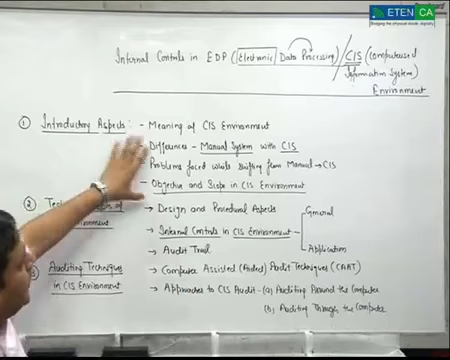 ETEN CA
Internal Controls in EDP (Electronic Data Processing) / CIS (Computerised
Information System)
Environment
① Introductory Aspects: - Meaning of CIS Environment
Differences - Manual System with CIS
Problems faced while shifting from Manual → CIS
- Objective and Scope in CIS Environment
② Aspects of → Design and Procedural Aspects
General
→ Internal Controls in CIS Environment
→ Audit Trail
Application
Auditing Techniques → Computer Assisted (Aided) Audit Techniques (CAAT)
in CIS Environment → Approaches to CIS Audit - (a) Auditing Around the Computer
(b) Auditing Through the Computer